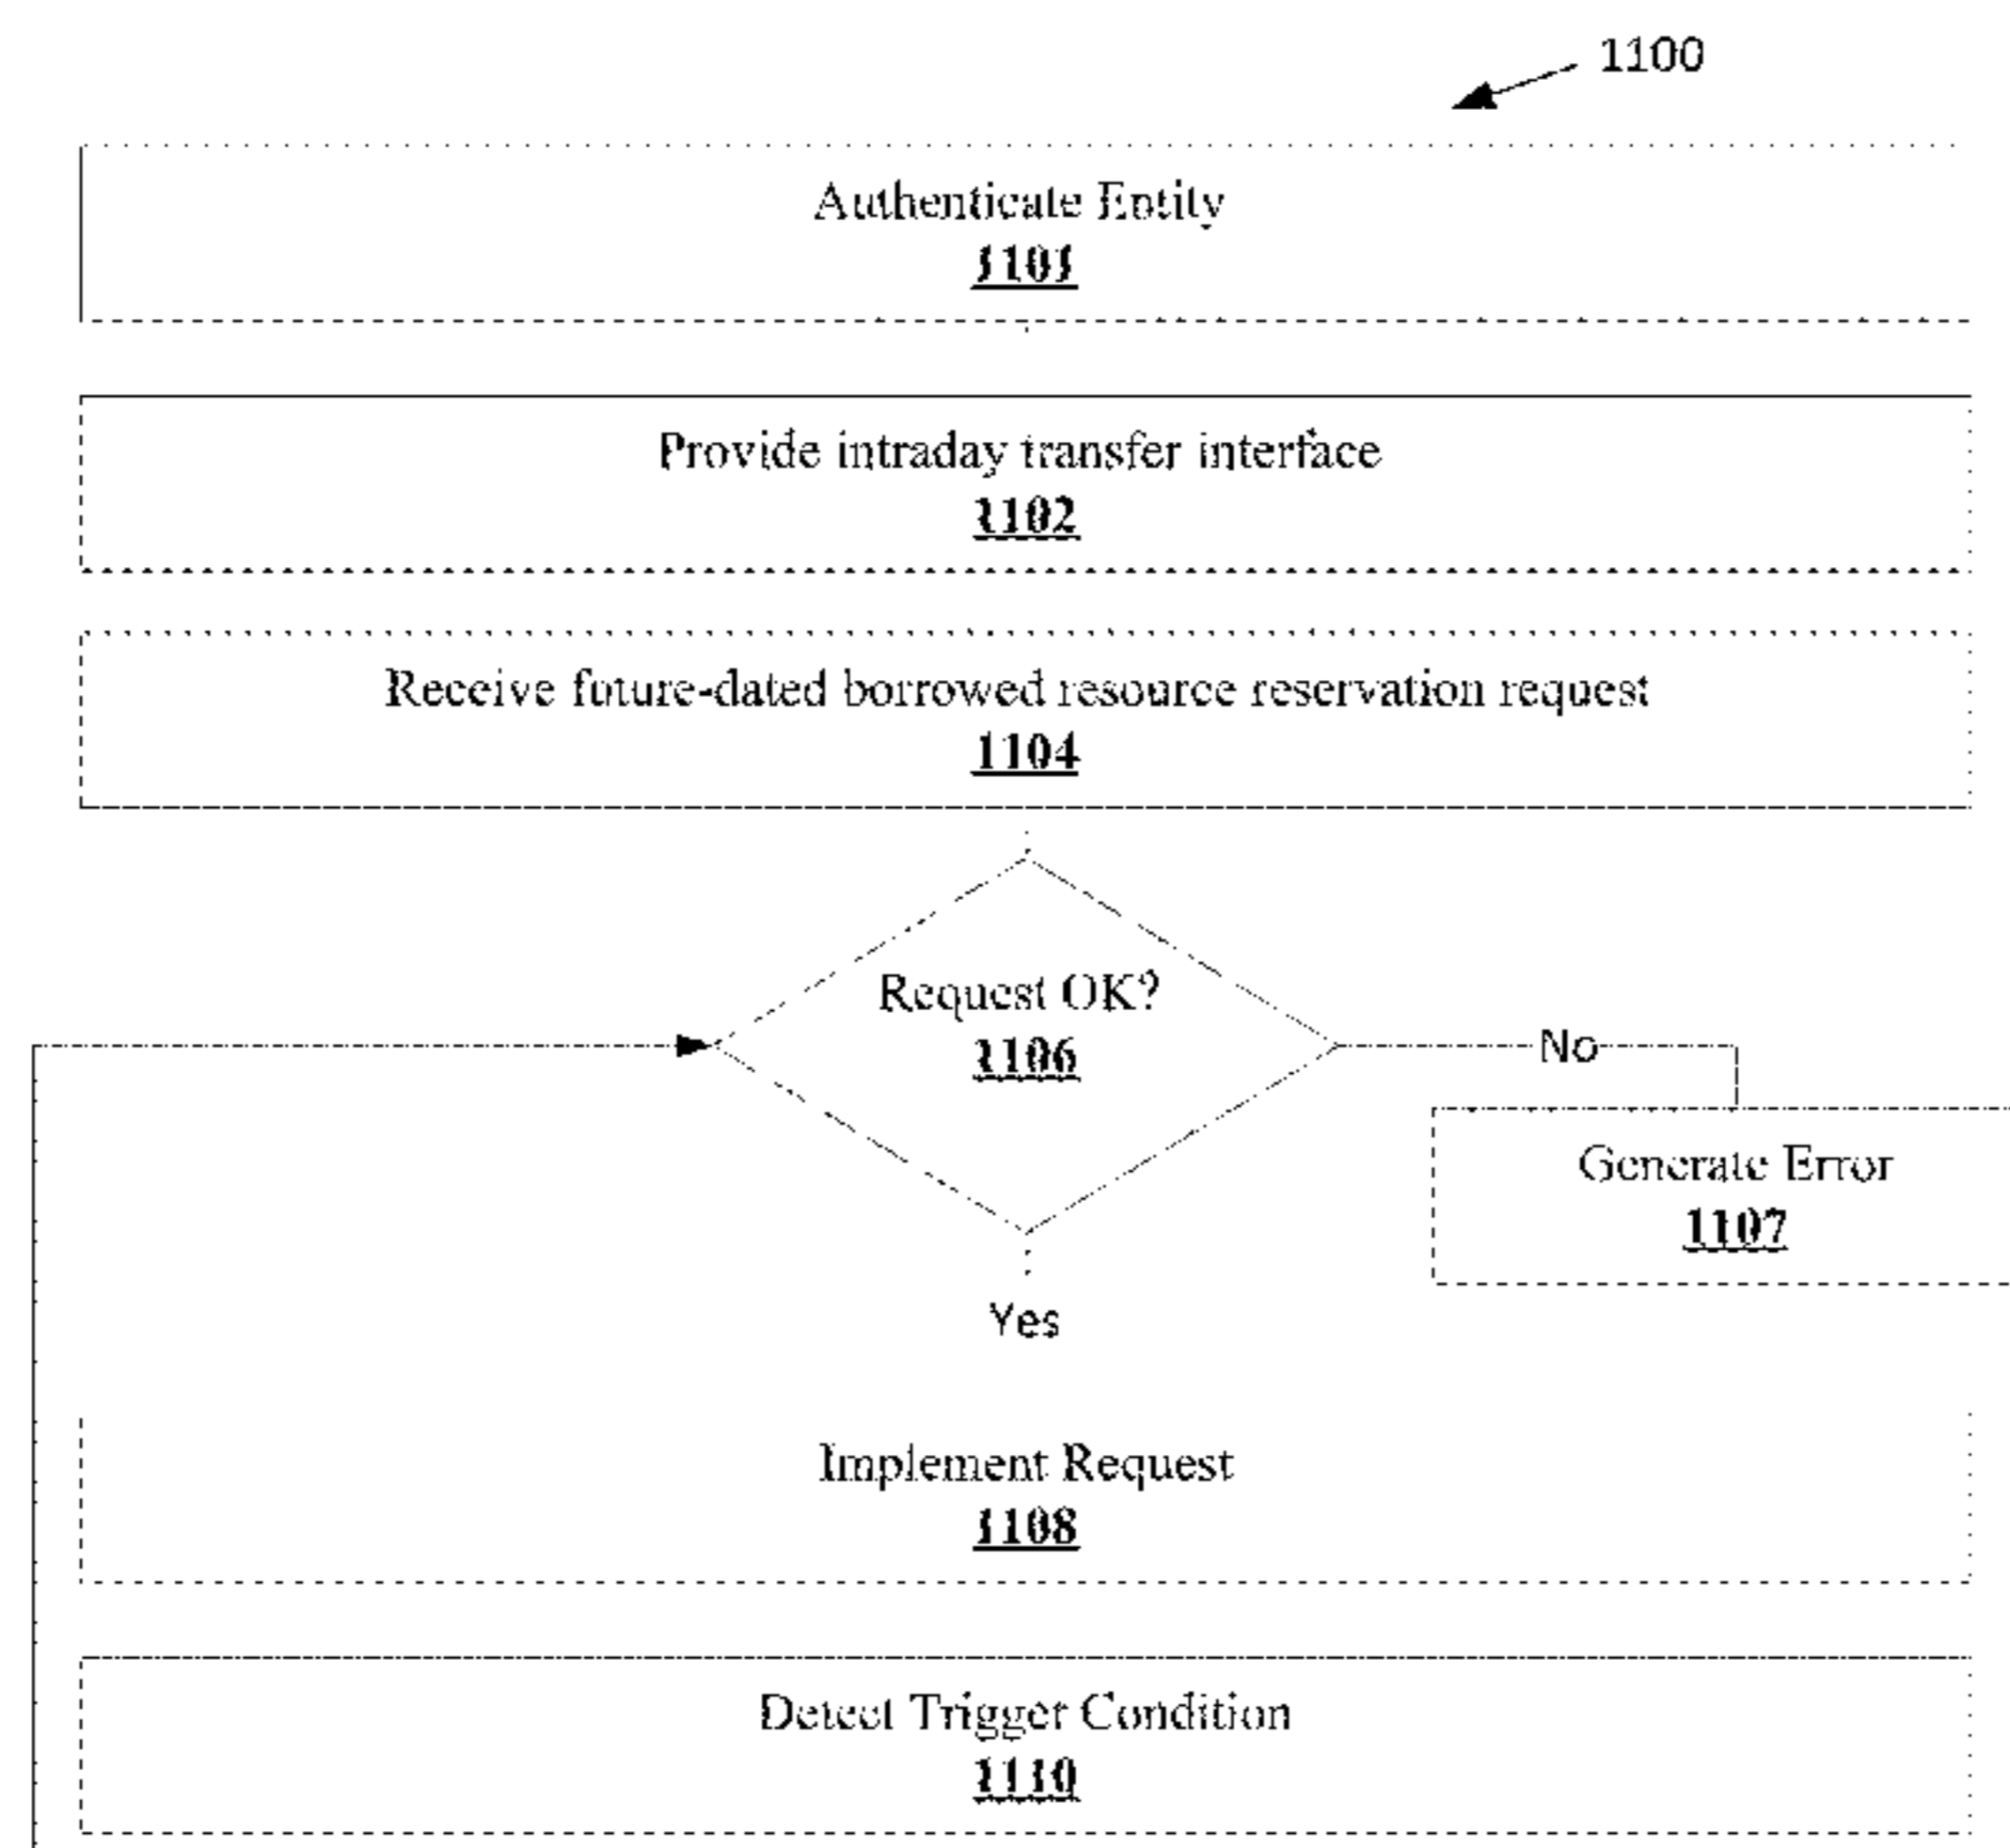 1100
Authenticate Entity
1101
Provide intraday transfer interface
1102
Receive future-dated borrowed resource reservation request
1104
Request OK?
1106
No
Generate Error
1107
Yes
Implement Request
1108
Detect Trigger Condition
1110